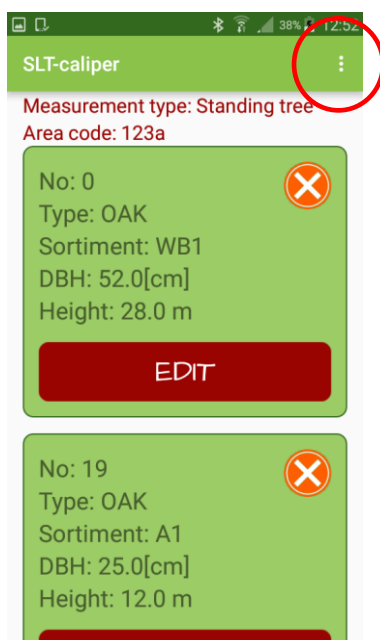 38% 12:52
SLT-caliper
Measurement type: Standing tree
Area code: 123a
No: 0
Type: OAK
Sortiment: WB1
DBH: 52.0[cm]
Height: 28.0 m
EDIT
No: 19
Type: OAK
Sortiment: A1
DBH: 25.0[cm]
Height: 12.0 m